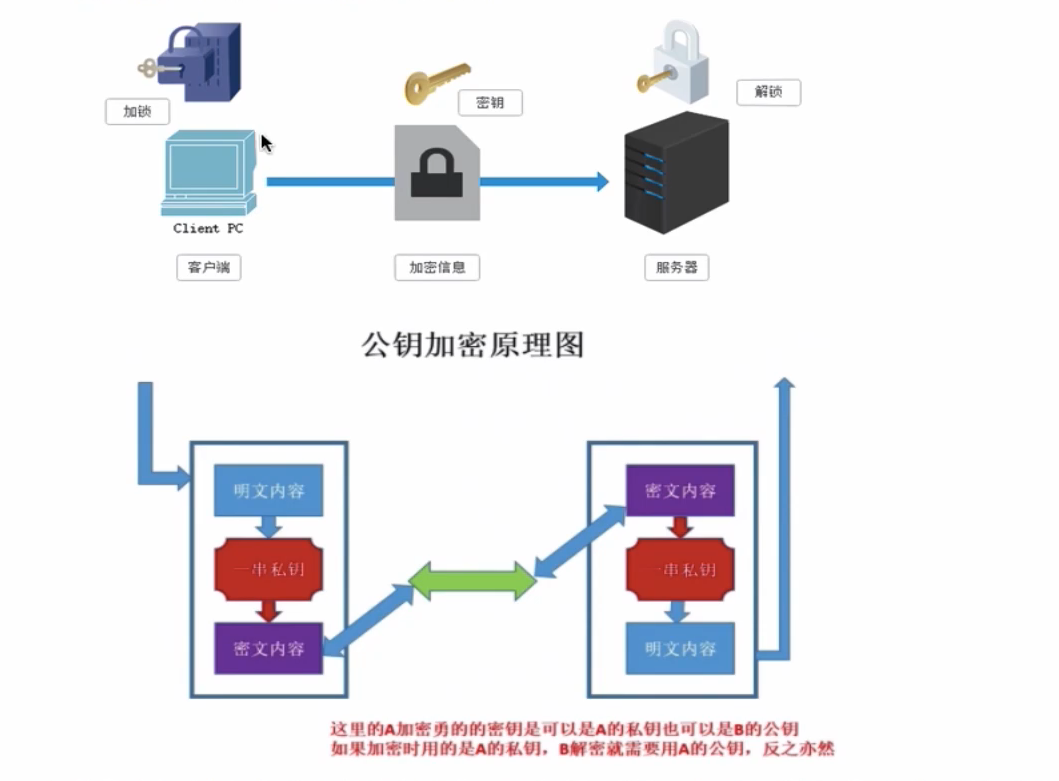 加锁
密钥
解锁
Client PC
客户端
加密信息
服务器
公钥加密原理图
明文内容
一串私钥
密文内容
密文内容
一串私钥
明文内容
这里的A加密勇的的密钥是可以是A的私钥也可以是B的公钥
如果加密时用的是A的私钥，B解密就需要用A的公钥，反之亦然